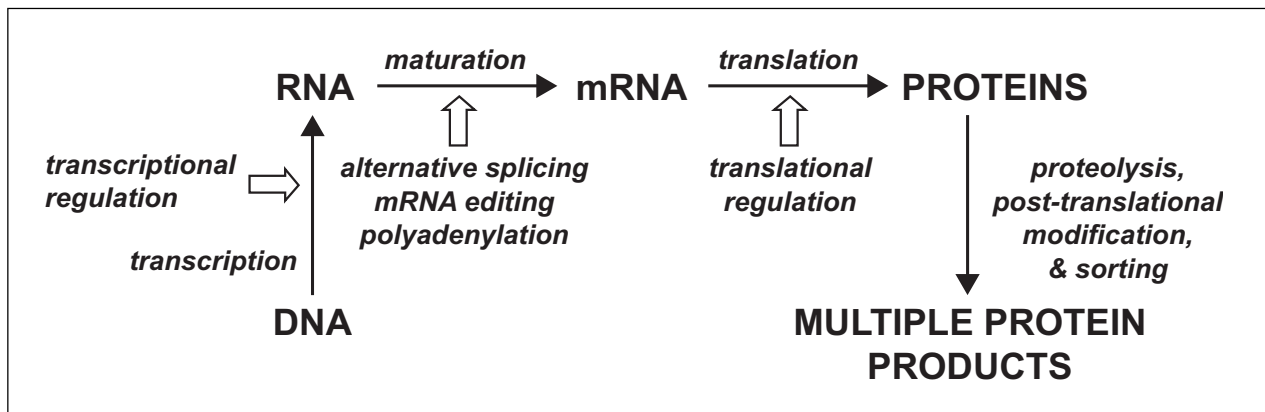 maturation
translation
RNA
mRNA
PROTEINS
transcriptional
regulation
alternative splicing
mRNA editing
polyadenylation
translational
regulation
proteolysis,
post-translational
modification,
& sorting
transcription
DNA
MULTIPLE PROTEIN
PRODUCTS